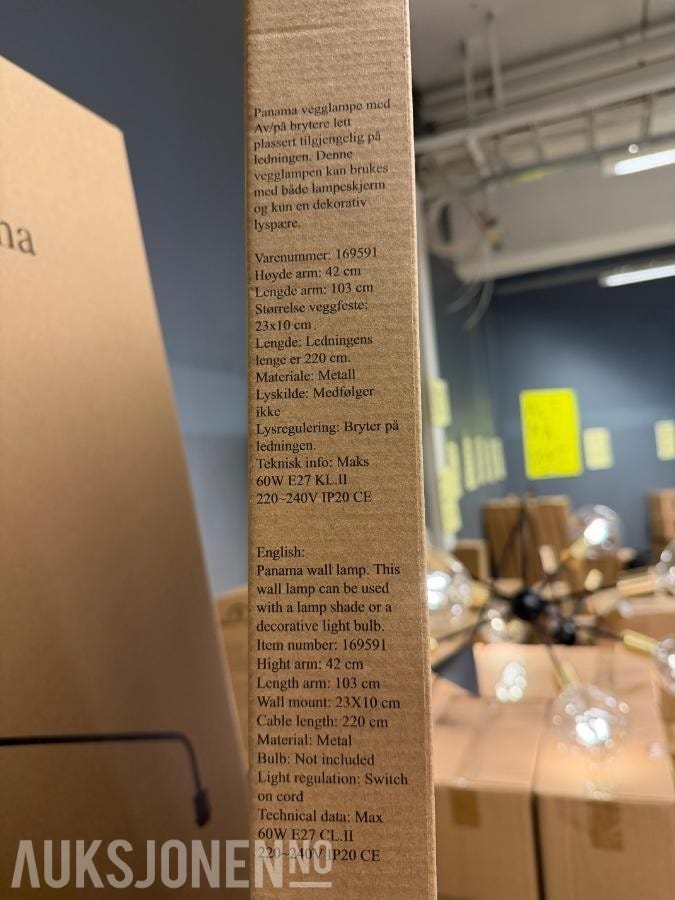 Panama vegglampe med
Av/på brytere lett
plassert tilgjengelig på
ledningen. Denne
vegglampen kan brukes
med både lampeskjerm
og kun en dekorativ
lyspære.
Varenummer: 169591
Høyde arm: 42 cm
Lengde arm: 103 cm
Størrelse veggfeste:
23x10 cm
Lengde: Ledningens
lenge er 220 cm.
Materiale: Metall
Lyskilde: Medfølger
ikke
Lysregulering: Bryter på
ledningen.
Teknisk info: Maks
60W E27 KL.II
220~240V IP20 CE
English:
Panama wall lamp. This
wall lamp can be used
with a lamp shade or a
decorative light bulb.
Item number: 169591
Hight arm: 42 cm
Length arm: 103 cm
Wall mount: 23X10 cm
Cable length: 220 cm
Material: Metal
Bulb: Not included
Light regulation: Switch
on cord
Technical data: Max
60W E27 CL.II
220~240V IP20 CE
na
AUKSJONEN.NO